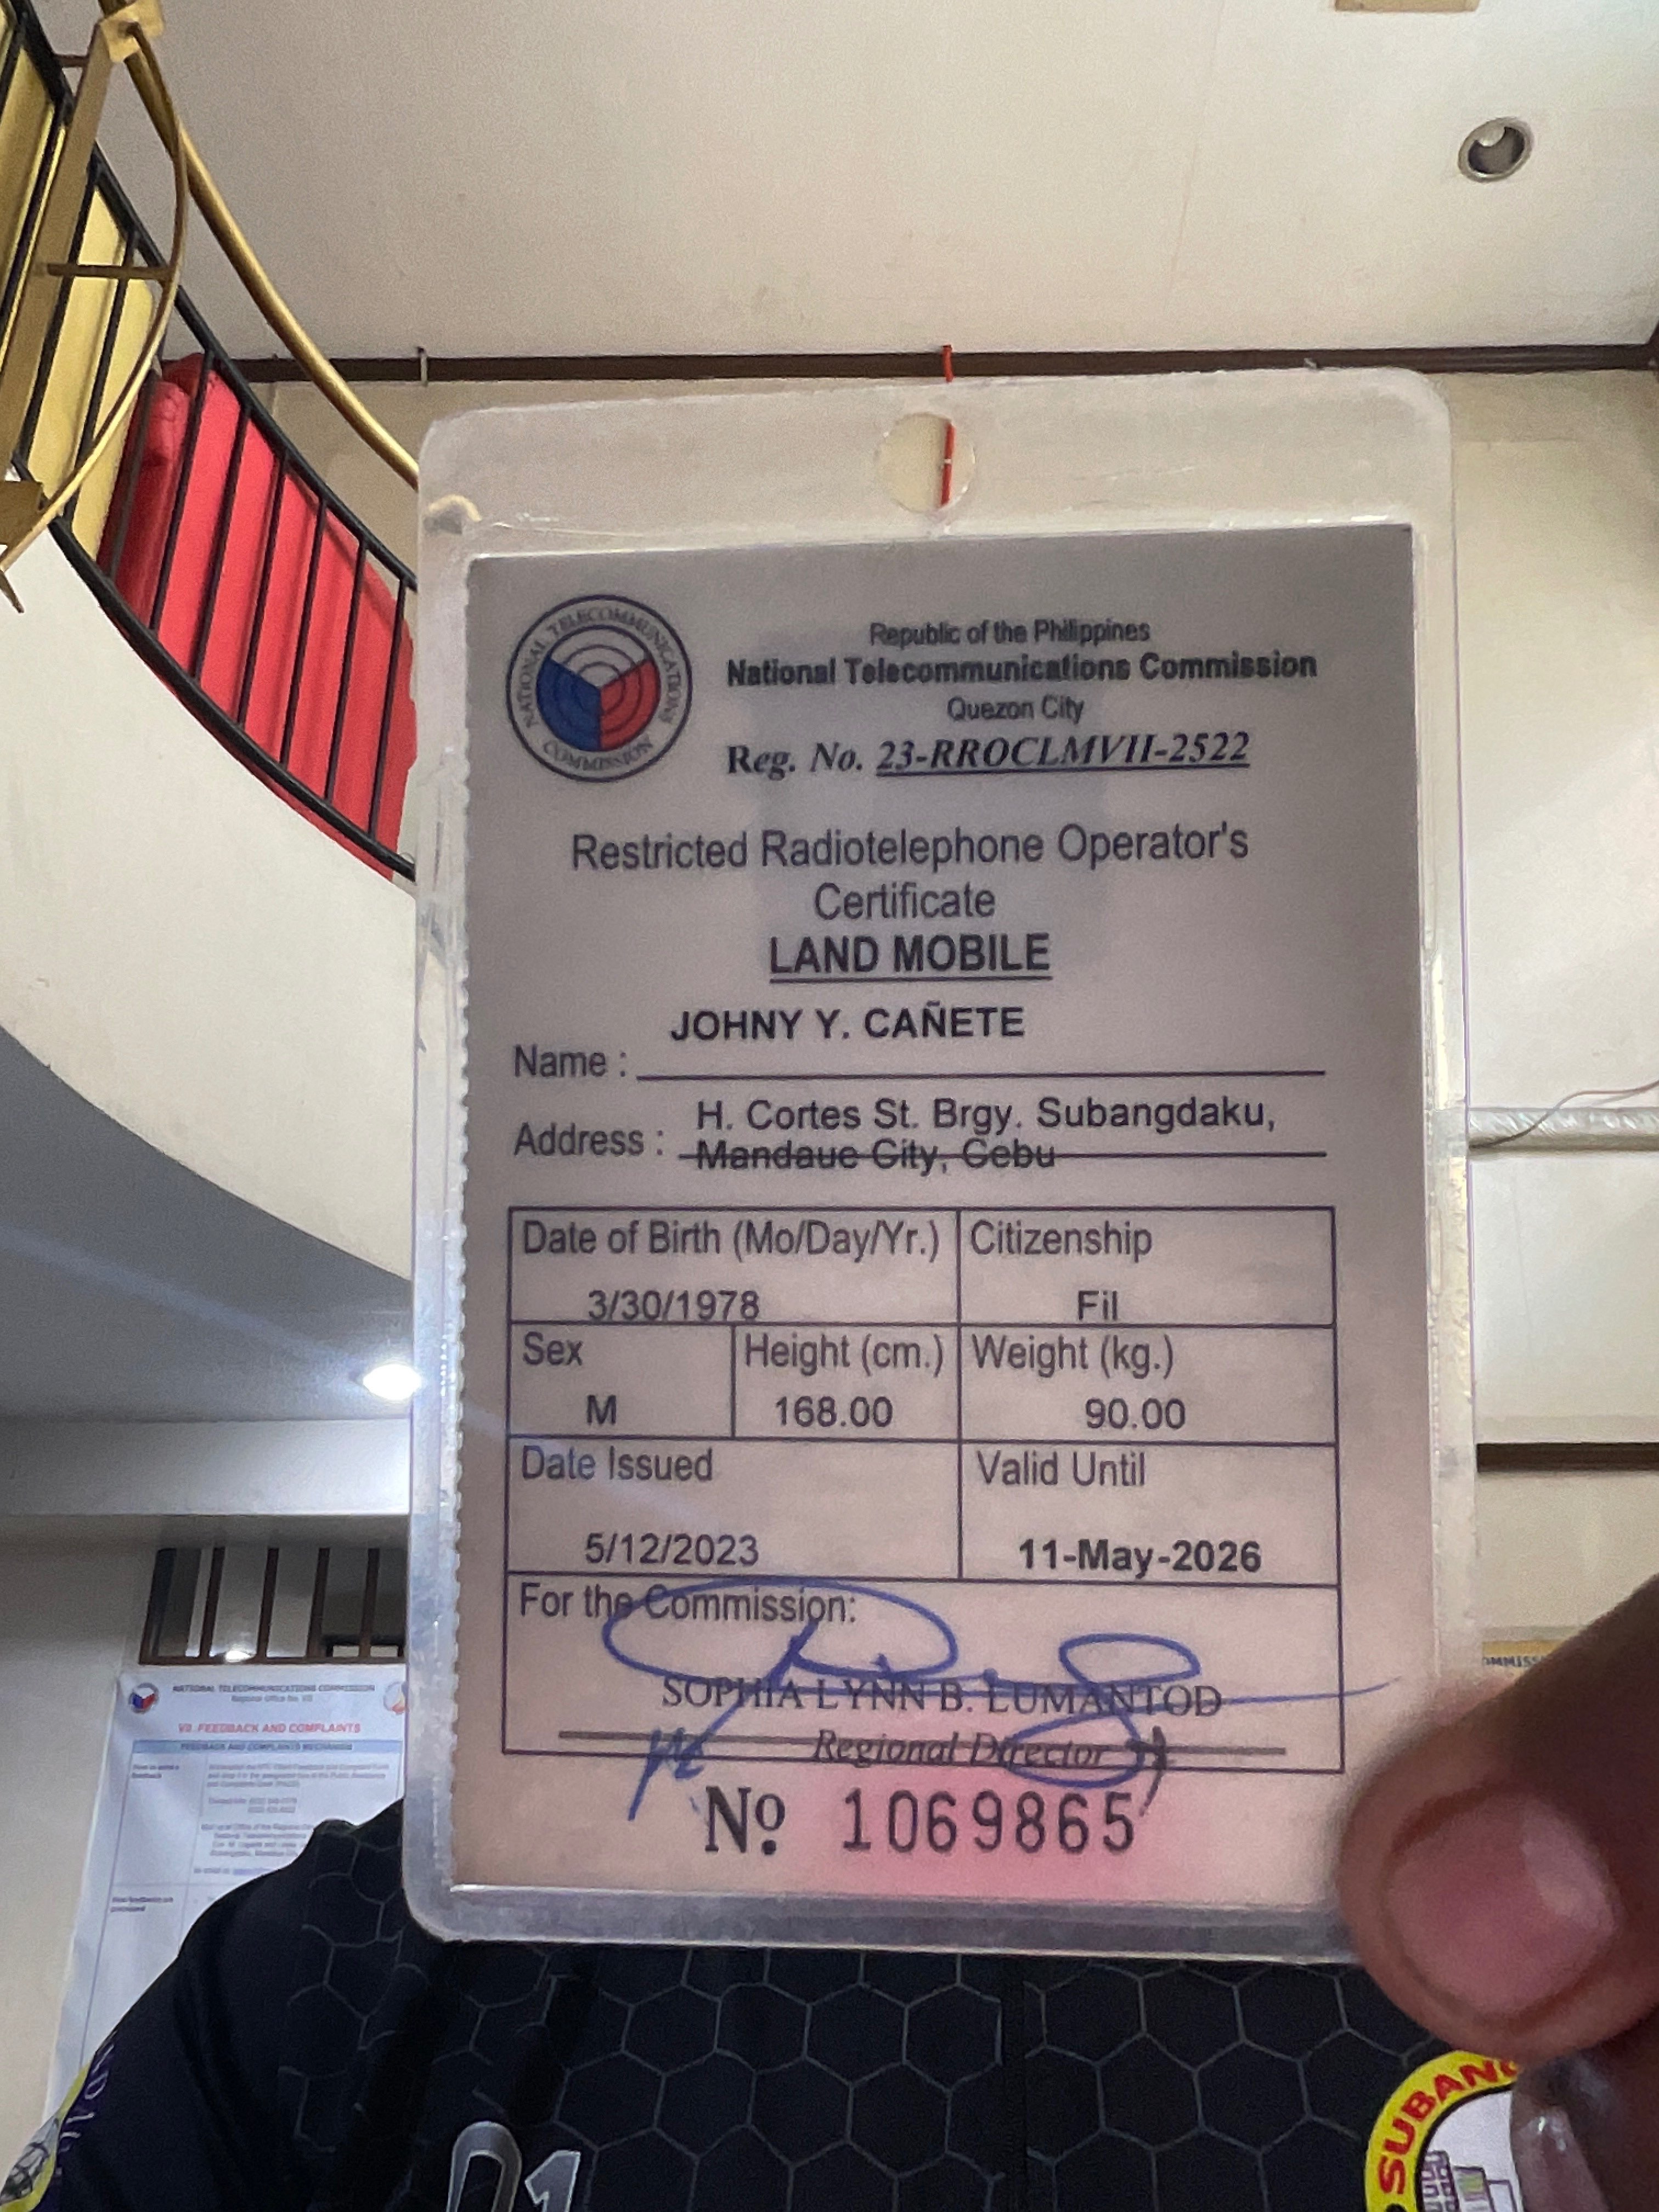 NATIONAL TELECOMMUNICATIONS
COMMISSION
Republic of the Philippines
National Telecommunications Commission
Quezon City
Reg. No. 23-RROCLMVII-2522
Restricted Radiotelephone Operator's
Certificate
LAND MOBILE
JOHNY Y. CAÑETE
Name :
H. Cortes St. Brgy. Subangdaku,
Address :
Mandaue City, Cebu
Date of Birth (Mo/Day/Yr.) Citizenship
3/30/1978 Fil
Sex Height (cm.) Weight (kg.)
M 168.00 90.00
Date Issued Valid Until
5/12/2023 11-May-2026
For the Commission:
SOPHIA LYNN B. LUMANTOD
Regional Director
Nº 1069865
NATIONAL TELECOMMUNICATIONS COMMISSION
Regional Office No. VII
VII. FEEDBACK AND COMPLAINTS
FEEDBACK AND COMPLAINTS MECHANISM
01
SUBANG